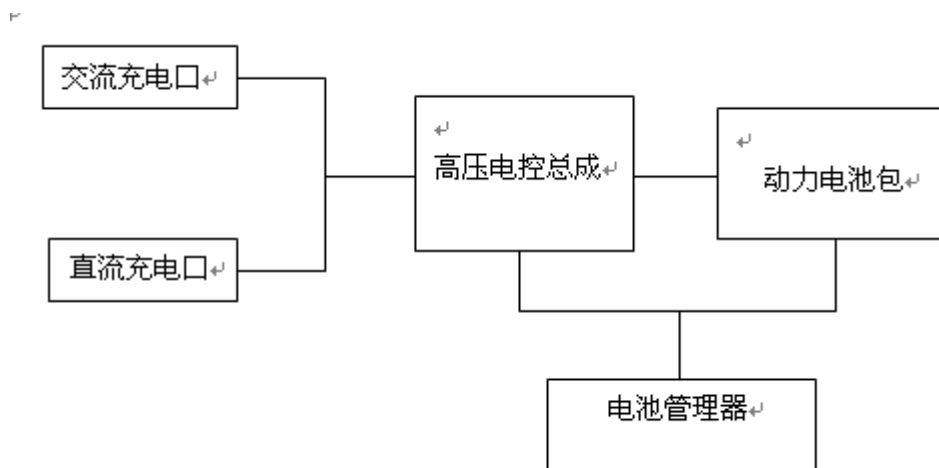 交流充电口
高压电控总成
动力电池包
直流充电口
电池管理器